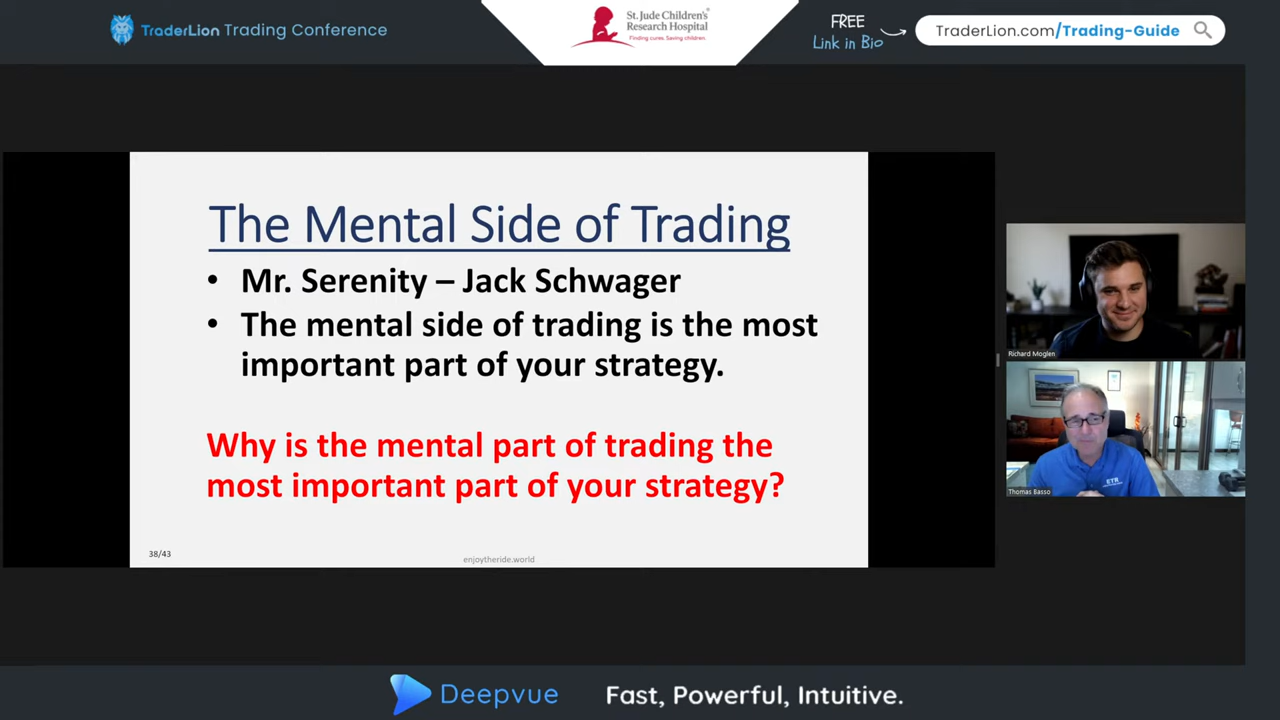 TraderLion Trading Conference
St. Jude Children's®
Research Hospital
Finding cures. Saving children.
FREE
Link in Bio
TraderLion.com/Trading-Guide
The Mental Side of Trading
• Mr. Serenity – Jack Schwager
• The mental side of trading is the most
important part of your strategy.
Why is the mental part of trading the
most important part of your strategy?
38/43
enjoytheride.world
Richard Moglen
ETR
Thomas Basso
Deepvue
Fast, Powerful, Intuitive.